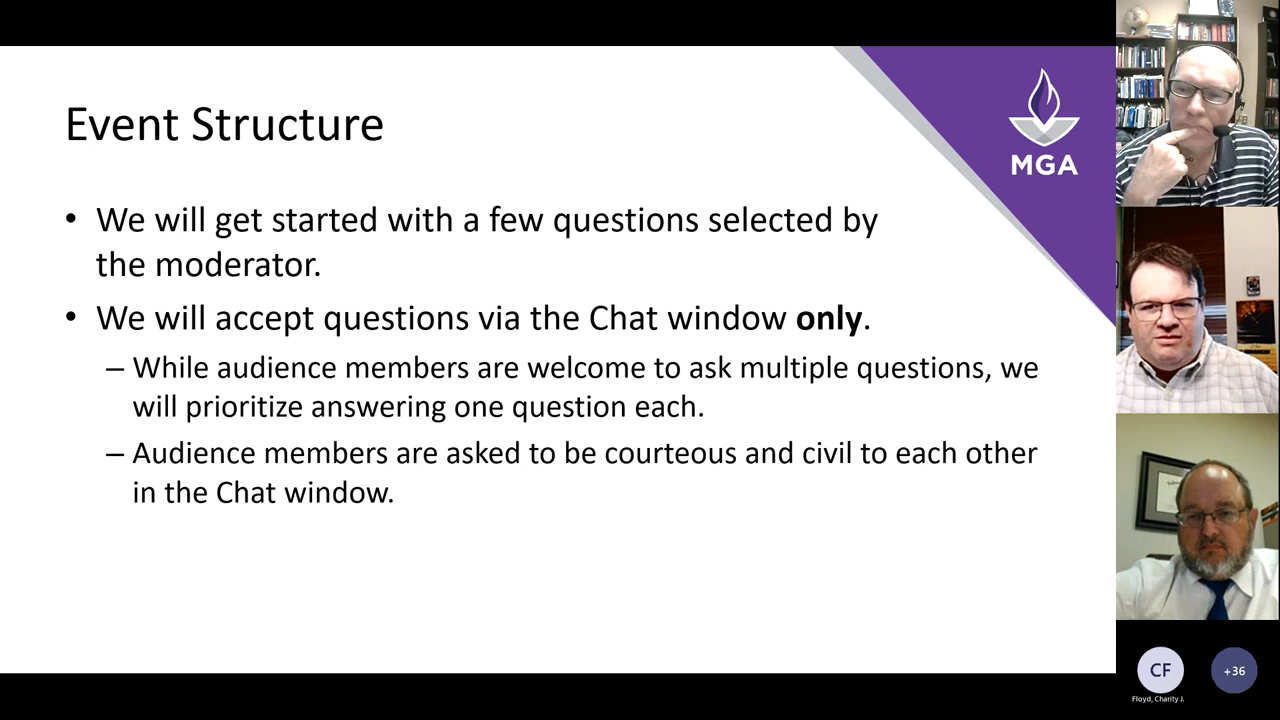 Event Structure
MGA
• We will get started with a few questions selected by
the moderator.
• We will accept questions via the Chat window only.
– While audience members are welcome to ask multiple questions, we
will prioritize answering one question each.
– Audience members are asked to be courteous and civil to each other
in the Chat window.
CF
+36
Floyd, Charity J.